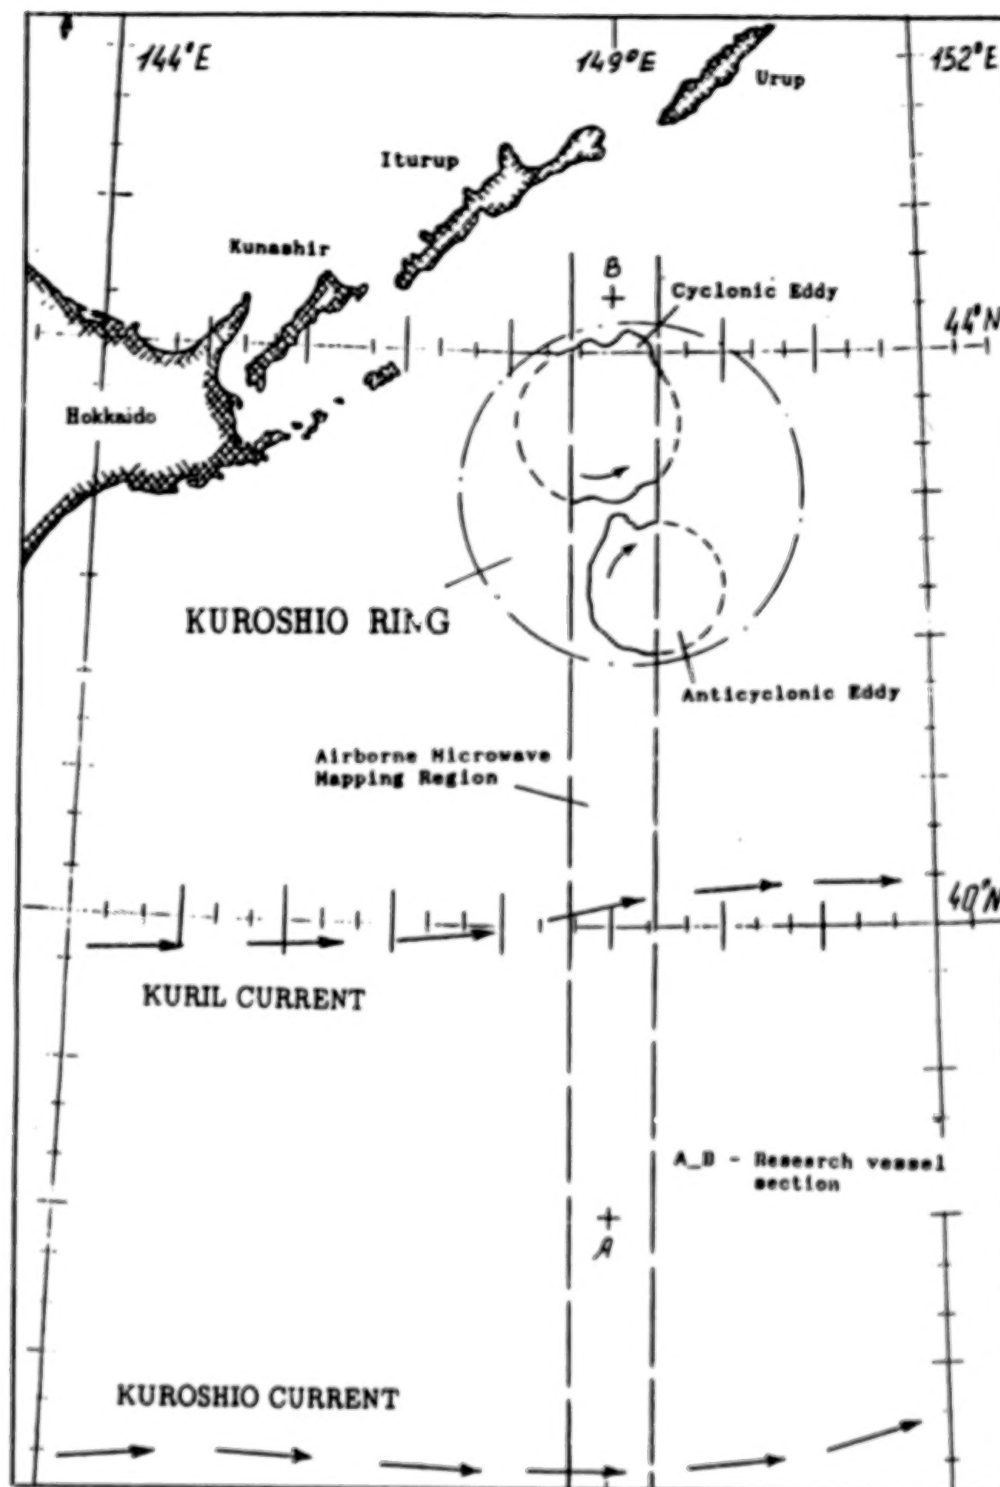 144°E
149°E
152°E
Urup
Iturup
Kunashir
B
Cyclonic Eddy
44°N
Hokkaido
KUROSHIO RING
Anticyclonic Eddy
Airborne Microwave
Mapping Region
40°N
KURIL CURRENT
A_B - Research vessel
section
A
KUROSHIO CURRENT